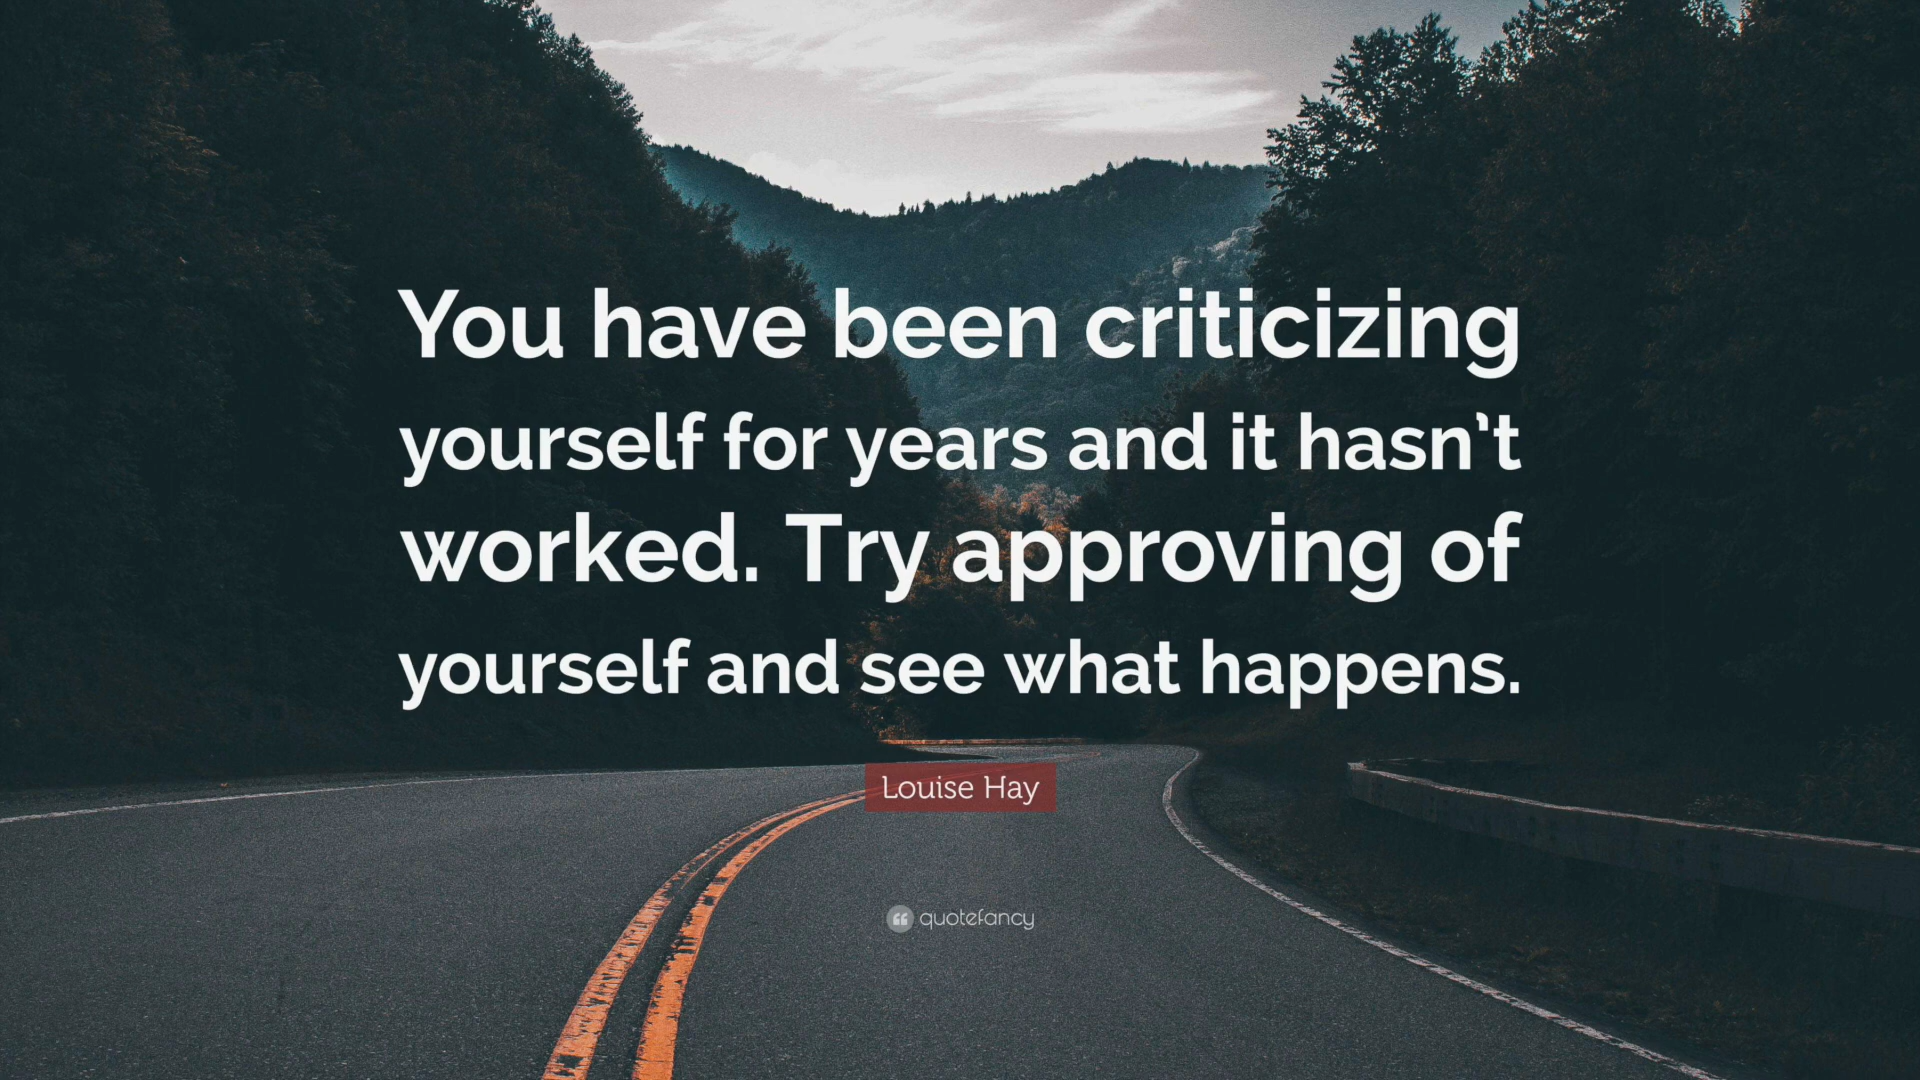 You have been criticizing
yourself for years and it hasn’t
worked. Try approving of
yourself and see what happens.
Louise Hay
quotefancy